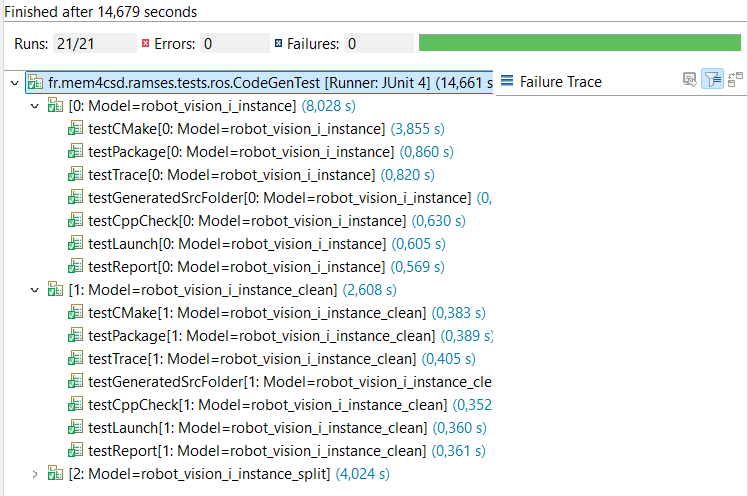 Finished after 14,679 seconds
Runs: 21/21 Errors: 0 Failures: 0
fr.mem4csd.ramses.tests.ros.CodeGenTest [Runner: JUnit 4] (14,661 s
Failure Trace
[0: Model=robot_vision_i_instance] (8,028 s)
testCMake[0: Model=robot_vision_i_instance] (3,855 s)
testPackage[0: Model=robot_vision_i_instance] (0,860 s)
testTrace[0: Model=robot_vision_i_instance] (0,820 s)
testGeneratedSrcFolder[0: Model=robot_vision_i_instance] (0,
testCppCheck[0: Model=robot_vision_i_instance] (0,630 s)
testLaunch[0: Model=robot_vision_i_instance] (0,605 s)
testReport[0: Model=robot_vision_i_instance] (0,569 s)
[1: Model=robot_vision_i_instance_clean] (2,608 s)
testCMake[1: Model=robot_vision_i_instance_clean] (0,383 s)
testPackage[1: Model=robot_vision_i_instance_clean] (0,389 s)
testTrace[1: Model=robot_vision_i_instance_clean] (0,405 s)
testGeneratedSrcFolder[1: Model=robot_vision_i_instance_cle
testCppCheck[1: Model=robot_vision_i_instance_clean] (0,352
testLaunch[1: Model=robot_vision_i_instance_clean] (0,360 s)
testReport[1: Model=robot_vision_i_instance_clean] (0,361 s)
[2: Model=robot_vision_i_instance_split] (4,024 s)